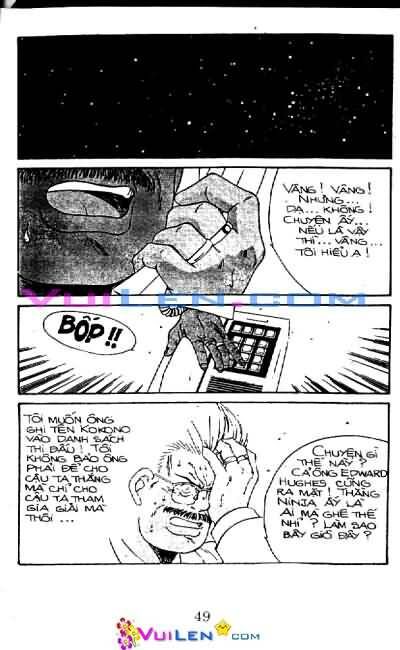 VÂNG! VÂNG!
NHƯNG...
DẠ... KHÔNG!
CHUYỆN ẤY...
NẾU LÀ VẬY
THÌ... VÂNG...
TÔI HIỂU Ạ!
VUILEN.COM
BỐP!!
TÔI MUỐN ÔNG
GHI TÊN KOKONO
VÀO DANH SÁCH
THI ĐẤU! TÔI
KHÔNG BẢO ÔNG
PHẢI ĐỂ CHO
CẬU TA THẮNG
MÀ CHỈ CHO
CẬU TA THAM
GIA GIẢI MÀ
THÔI...
CHUYỆN GÌ
THẾ NÀY?
CẢ ÔNG EDWARD
HUGHES CŨNG
RA MẶT! THẰNG
NINJA ẤY LÀ
AI MÀ GHÊ THẾ
NHỈ? LÀM SAO
BÂY GIỜ ĐÂY?
49
VUILEN.COM